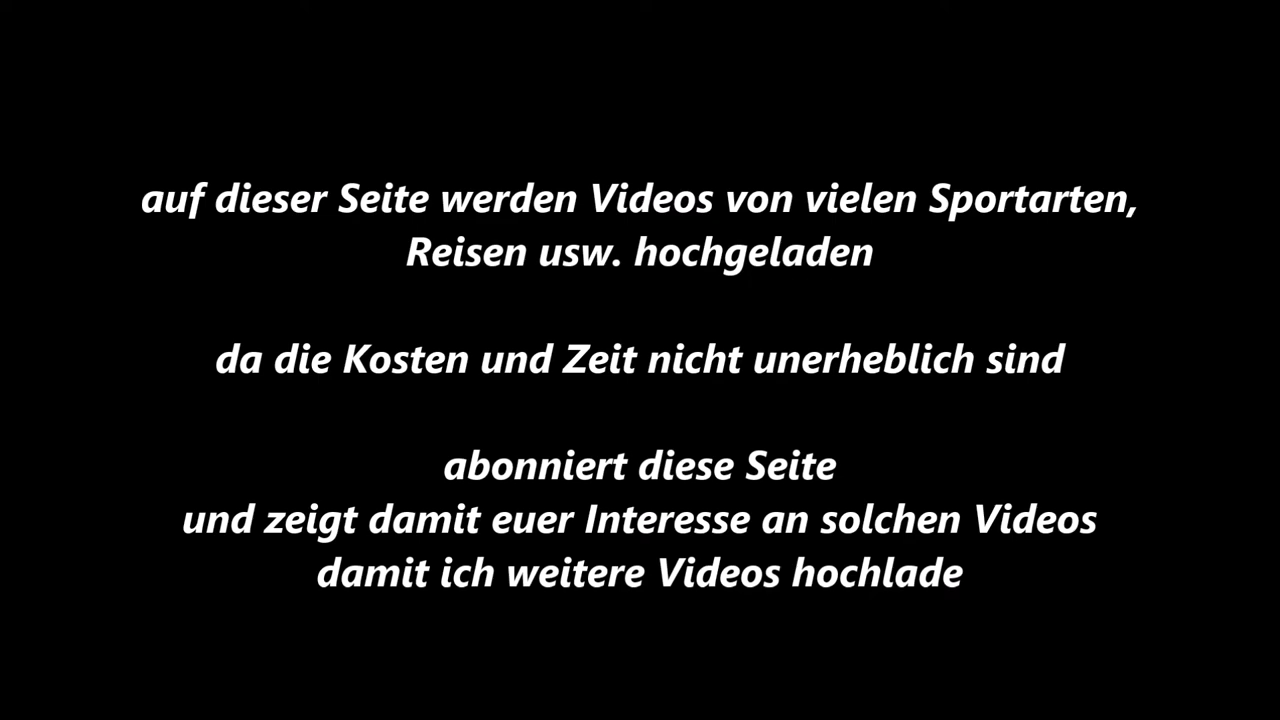 auf dieser Seite werden Videos von vielen Sportarten,
Reisen usw. hochgeladen
da die Kosten und Zeit nicht unerheblich sind
abonniert diese Seite
und zeigt damit euer Interesse an solchen Videos
damit ich weitere Videos hochlade